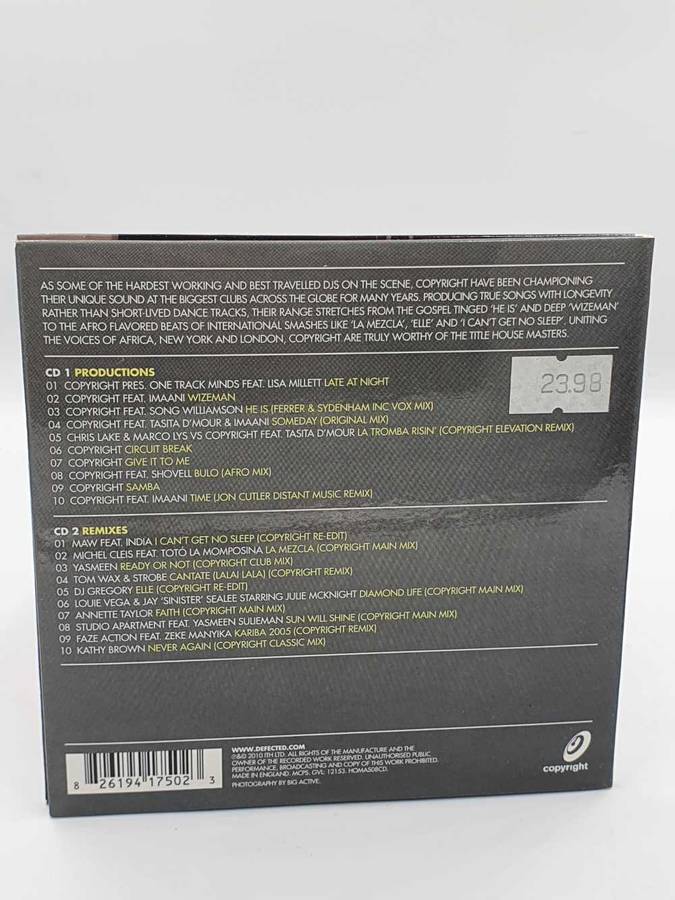 AS SOME OF THE HARDEST WORKING AND BEST TRAVELLED DJS ON THE SCENE, COPYRIGHT HAVE BEEN CHAMPIONING
THEIR UNIQUE SOUND AT THE BIGGEST CLUBS ACROSS THE GLOBE FOR MANY YEARS. PRODUCING TRUE SONGS WITH LONGEVITY
RATHER THAN SHORT-LIVED DANCE TRACKS, THEIR RANGE STRETCHES FROM THE GOSPEL TINGED 'HE IS' AND DEEP 'WIZEMAN'
TO THE AFRO FLAVORED BEATS OF INTERNATIONAL SMASHES LIKE 'LA MEZCLA', 'ELLE' AND 'I CAN'T GET NO SLEEP'. UNITING
THE VOICES OF AFRICA, NEW YORK AND LONDON, COPYRIGHT ARE TRULY WORTHY OF THE TITLE HOUSE MASTERS.
CD 1 PRODUCTIONS
01 COPYRIGHT PRES. ONE TRACK MINDS FEAT. LISA MILLETT LATE AT NIGHT
02 COPYRIGHT FEAT. IMAANI WIZEMAN
03 COPYRIGHT FEAT. SONG WILLIAMSON HE IS (FERRER & SYDENHAM INC VOX MIX)
04 COPYRIGHT FEAT. TASITA D'MOUR & IMAANI SOMEDAY (ORIGINAL MIX)
05 CHRIS LAKE & MARCO LYS VS COPYRIGHT FEAT. TASITA D'MOUR LA TROMBA RISIN' (COPYRIGHT ELEVATION REMIX)
06 COPYRIGHT CIRCUIT BREAK
07 COPYRIGHT GIVE IT TO ME
08 COPYRIGHT FEAT. SHOVELL BULO (AFRO MIX)
09 COPYRIGHT SAMBA
10 COPYRIGHT FEAT. IMAANI TIME (JON CUTLER DISTANT MUSIC REMIX)
23.98
CD 2 REMIXES
01 MAW FEAT. INDIA I CAN'T GET NO SLEEP (COPYRIGHT RE-EDIT)
02 MICHEL CLEIS FEAT. TOTÓ LA MOMPOSINA LA MEZCLA (COPYRIGHT MAIN MIX)
03 YASMEEN READY OR NOT (COPYRIGHT CLUB MIX)
04 TOM WAX & STROBE CANTATE (LALAI LALA) (COPYRIGHT REMIX)
05 DJ GREGORY ELLE (COPYRIGHT RE-EDIT)
06 LOUIE VEGA & JAY 'SINISTER' SEALEE STARRING JULIE MCKNIGHT DIAMOND LIFE (COPYRIGHT MAIN MIX)
07 ANNETTE TAYLOR FAITH (COPYRIGHT MAIN MIX)
08 STUDIO APARTMENT FEAT. YASMEEN SULIEMAN SUN WILL SHINE (COPYRIGHT MAIN MIX)
09 FAZE ACTION FEAT. ZEKE MANYIKA KARIBA 2005 (COPYRIGHT REMIX)
10 KATHY BROWN NEVER AGAIN (COPYRIGHT CLASSIC MIX)
8 26194 17502 3
WWW.DEFECTED.COM
℗&© 2010 ITH LTD. ALL RIGHTS OF THE MANUFACTURE AND THE
OWNER OF THE RECORDED WORK RESERVED. UNAUTHORISED PUBLIC
PERFORMANCE, BROADCASTING AND COPY OF THIS WORK PROHIBITED.
MADE IN ENGLAND. MCPS, GVL: 12153. HOMAS08CD.
PHOTOGRAPHY BY BIG ACTIVE.
copyright